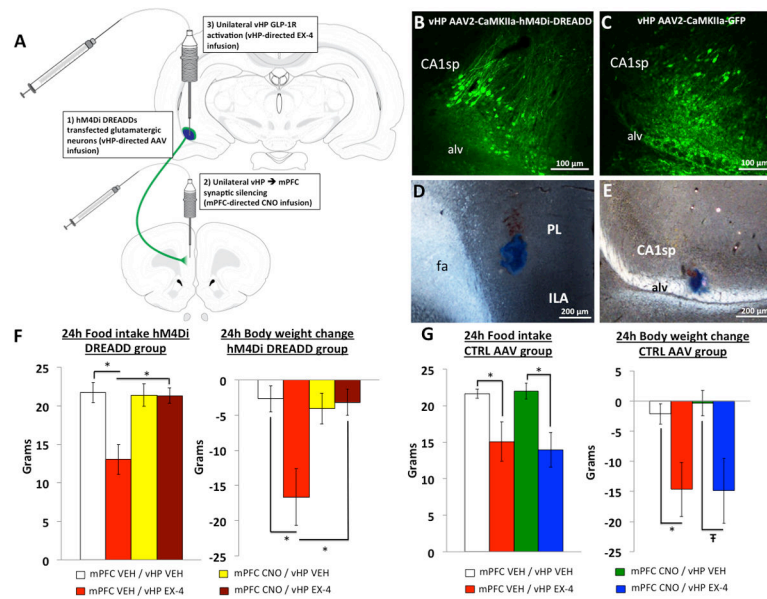 A
3) Unilateral vHP GLP-1R
activation (vHP-directed EX-4
infusion)
1) hM4Di DREADDs
transfected glutamatergic
neurons (vHP-directed AAV
infusion)
2) Unilateral vHP ➔ mPFC
synaptic silencing
(mPFC-directed CNO infusion)
B
vHP AAV2-CaMKIIa-hM4Di-DREADD
CA1sp
alv
100 μm
C
vHP AAV2-CaMKIIa-GFP
CA1sp
alv
100 μm
D
PL
fa
ILA
200 μm
E
CA1sp
alv
200 μm
F
24h Food intake hM4Di
DREADD group
Grams
25
20
15
10
5
0
*
*
24h Body weight change
hM4Di DREADD group
Grams
0
-5
-10
-15
-20
-25
*
*
mPFC VEH / vHP VEH
mPFC CNO / vHP VEH
mPFC VEH / vHP EX-4
mPFC CNO / vHP EX-4
G
24h Food intake
CTRL AAV group
Grams
25
20
15
10
5
0
*
*
24h Body weight change
CTRL AAV group
Grams
5
0
-5
-10
-15
-20
-25
*
Ŧ
mPFC VEH / vHP VEH
mPFC CNO / vHP VEH
mPFC VEH / vHP EX-4
mPFC CNO / vHP EX-4